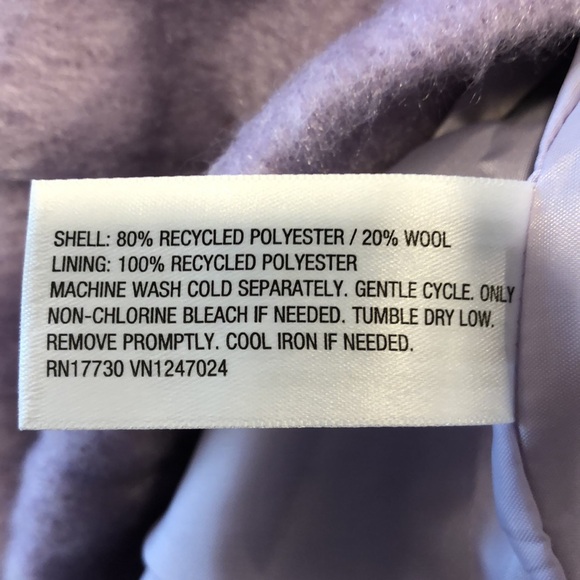 SHELL: 80% RECYCLED POLYESTER / 20% WOOL
LINING: 100% RECYCLED POLYESTER
MACHINE WASH COLD SEPARATELY. GENTLE CYCLE. ONLY
NON-CHLORINE BLEACH IF NEEDED. TUMBLE DRY LOW.
REMOVE PROMPTLY. COOL IRON IF NEEDED.
RN17730 VN1247024